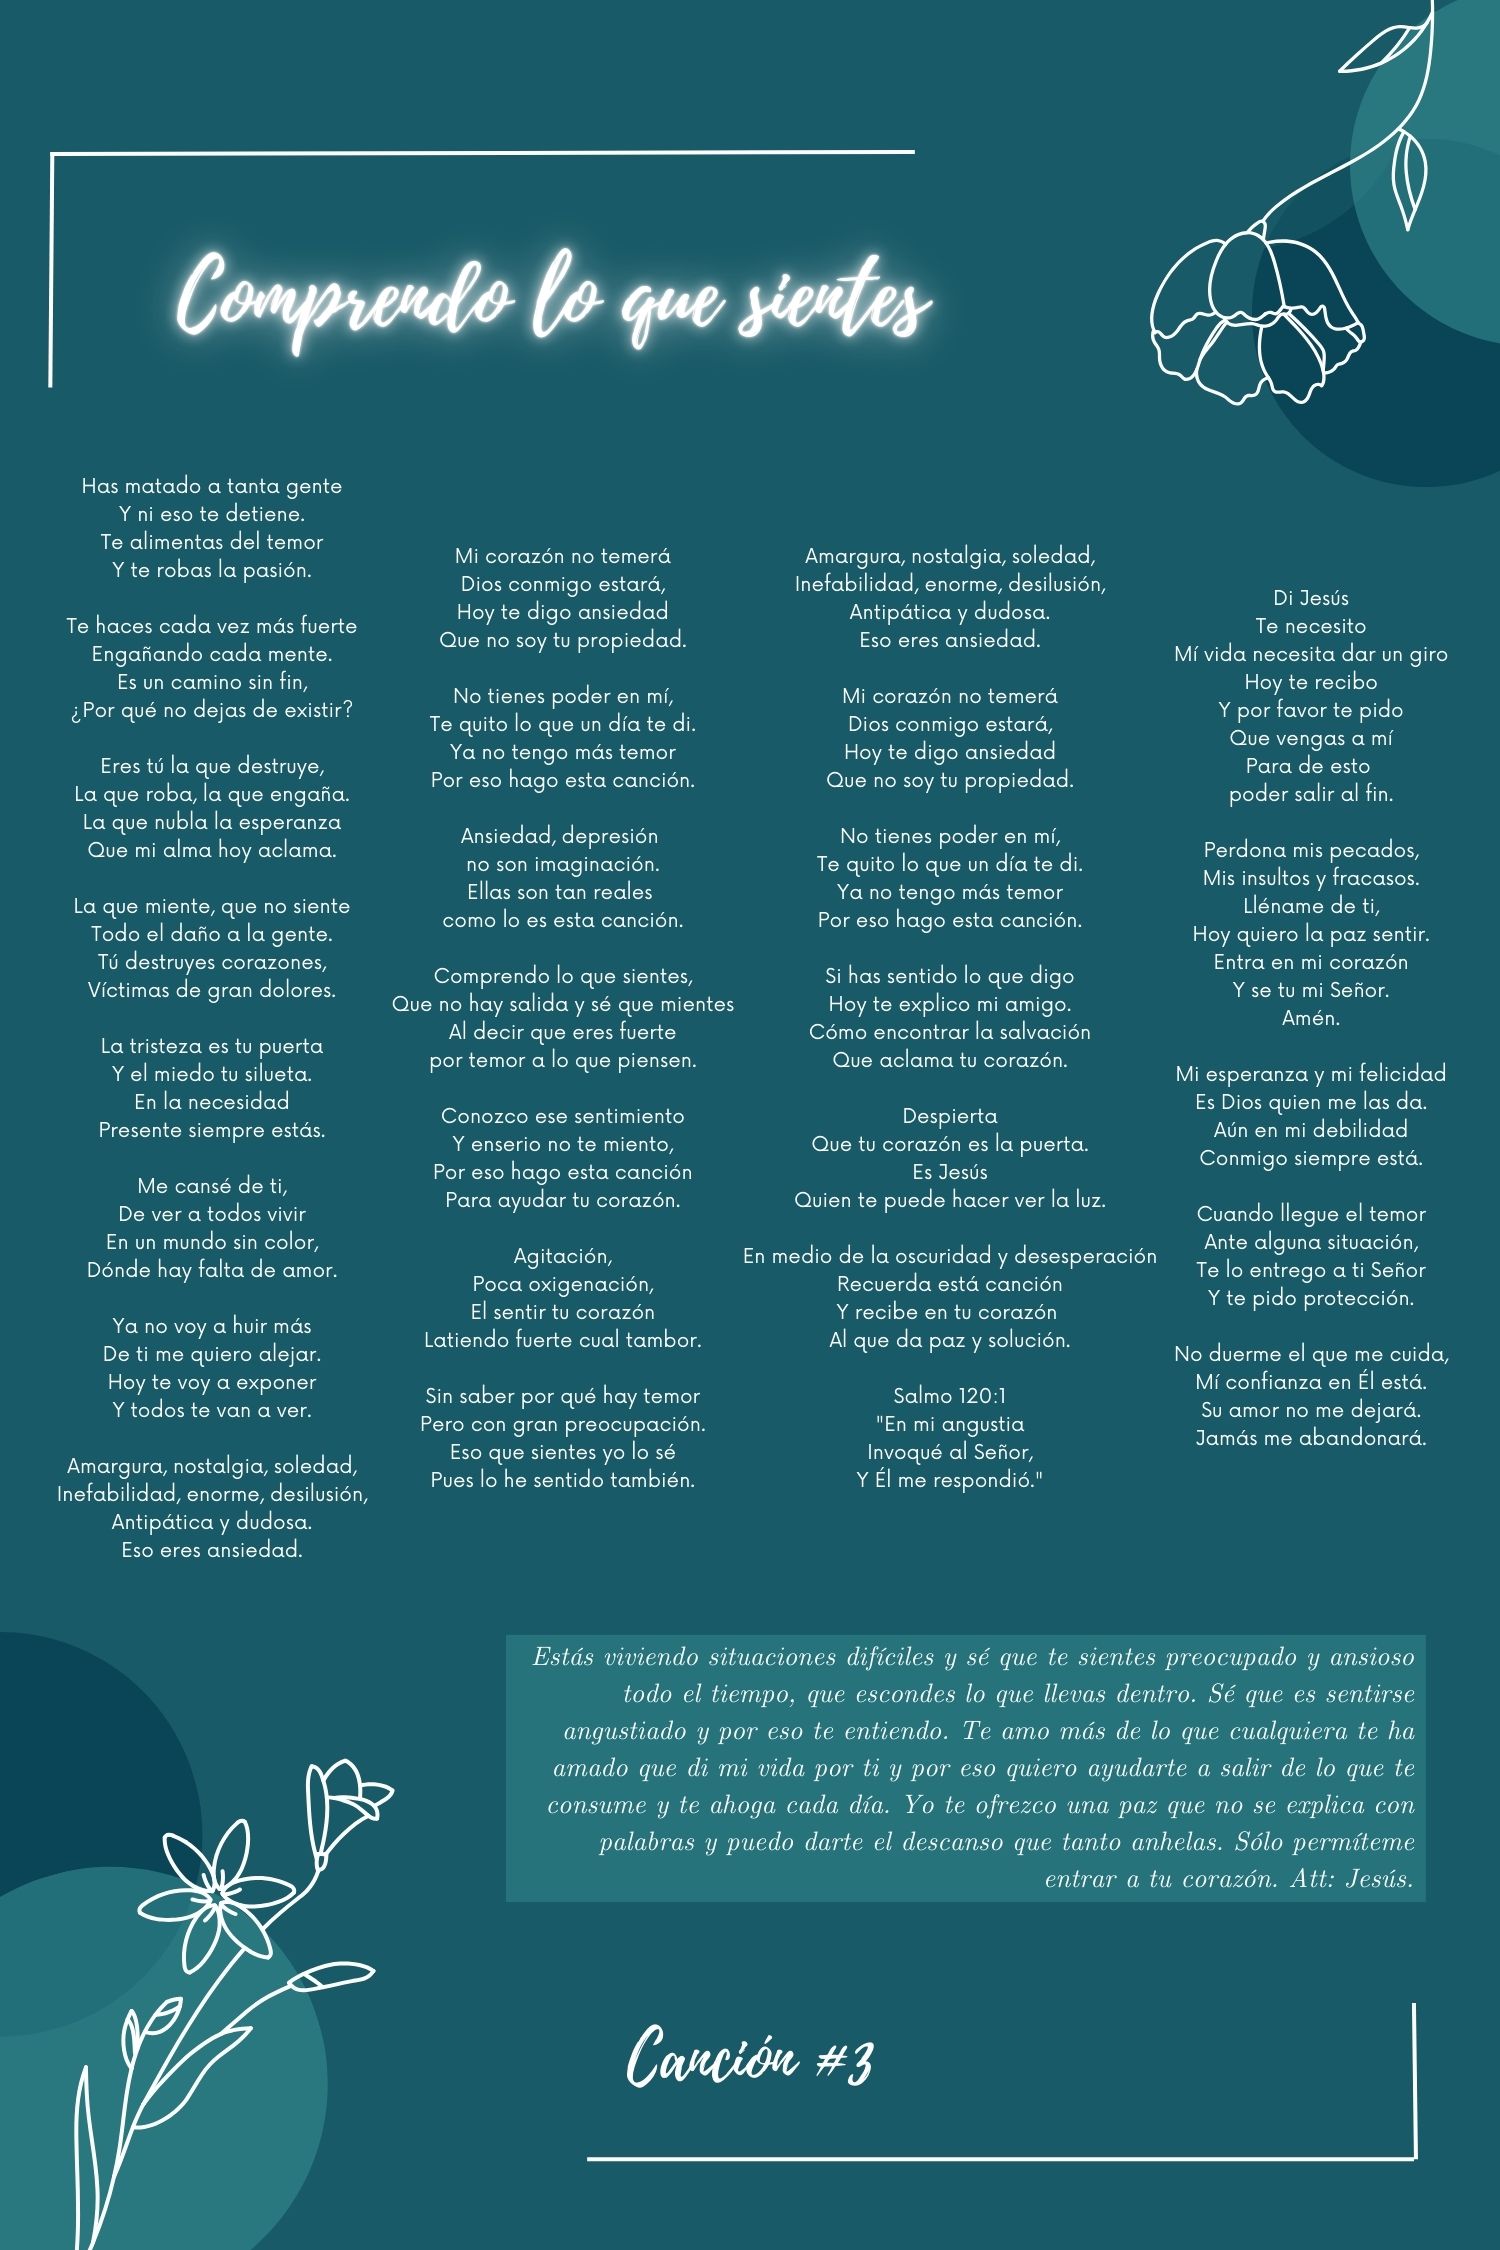 Comprendo lo que sientes
Has matado a tanta gente
Y ni eso te detiene.
Te alimentas del temor
Y te robas la pasión.
Te haces cada vez más fuerte
Engañando cada mente.
Es un camino sin fin,
¿Por qué no dejas de existir?
Eres tú la que destruye,
La que roba, la que engaña.
La que nubla la esperanza
Que mi alma hoy aclama.
La que miente, que no siente
Todo el daño a la gente.
Tú destruyes corazones,
Víctimas de gran dolores.
La tristeza es tu puerta
Y el miedo tu silueta.
En la necesidad
Presente siempre estás.
Me cansé de ti,
De ver a todos vivir
En un mundo sin color,
Dónde hay falta de amor.
Ya no voy a huir más
De ti me quiero alejar.
Hoy te voy a exponer
Y todos te van a ver.
Amargura, nostalgia, soledad,
Inefabilidad, enorme, desilusión,
Antipática y dudosa.
Eso eres ansiedad.
Mi corazón no temerá
Dios conmigo estará,
Hoy te digo ansiedad
Que no soy tu propiedad.
No tienes poder en mí,
Te quito lo que un día te di.
Ya no tengo más temor
Por eso hago esta canción.
Ansiedad, depresión
no son imaginación.
Ellas son tan reales
como lo es esta canción.
Comprendo lo que sientes,
Que no hay salida y sé que mientes
Al decir que eres fuerte
por temor a lo que piensen.
Conozco ese sentimiento
Y enserio no te miento,
Por eso hago esta canción
Para ayudar tu corazón.
Agitación,
Poca oxigenación,
El sentir tu corazón
Latiendo fuerte cual tambor.
Sin saber por qué hay temor
Pero con gran preocupación.
Eso que sientes yo lo sé
Pues lo he sentido también.
Amargura, nostalgia, soledad,
Inefabilidad, enorme, desilusión,
Antipática y dudosa.
Eso eres ansiedad.
Mi corazón no temerá
Dios conmigo estará,
Hoy te digo ansiedad
Que no soy tu propiedad.
No tienes poder en mí,
Te quito lo que un día te di.
Ya no tengo más temor
Por eso hago esta canción.
Si has sentido lo que digo
Hoy te explico mi amigo.
Cómo encontrar la salvación
Que aclama tu corazón.
Despierta
Que tu corazón es la puerta.
Es Jesús
Quien te puede hacer ver la luz.
En medio de la oscuridad y desesperación
Recuerda está canción
Y recibe en tu corazón
Al que da paz y solución.
Salmo 120:1
"En mi angustia
Invoqué al Señor,
Y Él me respondió."
Di Jesús
Te necesito
Mí vida necesita dar un giro
Hoy te recibo
Y por favor te pido
Que vengas a mí
Para de esto
poder salir al fin.
Perdona mis pecados,
Mis insultos y fracasos.
Lléname de ti,
Hoy quiero la paz sentir.
Entra en mi corazón
Y se tu mi Señor.
Amén.
Mi esperanza y mi felicidad
Es Dios quien me las da.
Aún en mi debilidad
Conmigo siempre está.
Cuando llegue el temor
Ante alguna situación,
Te lo entrego a ti Señor
Y te pido protección.
No duerme el que me cuida,
Mí confianza en Él está.
Su amor no me dejará.
Jamás me abandonará.
Estás viviendo situaciones difíciles y sé que te sientes preocupado y ansioso
todo el tiempo, que escondes lo que llevas dentro. Sé que es sentirse
angustiado y por eso te entiendo. Te amo más de lo que cualquiera te ha
amado que di mi vida por ti y por eso quiero ayudarte a salir de lo que te
consume y te ahoga cada día. Yo te ofrezco una paz que no se explica con
palabras y puedo darte el descanso que tanto anhelas. Sólo permíteme
entrar a tu corazón. Att: Jesús.
Canción #3